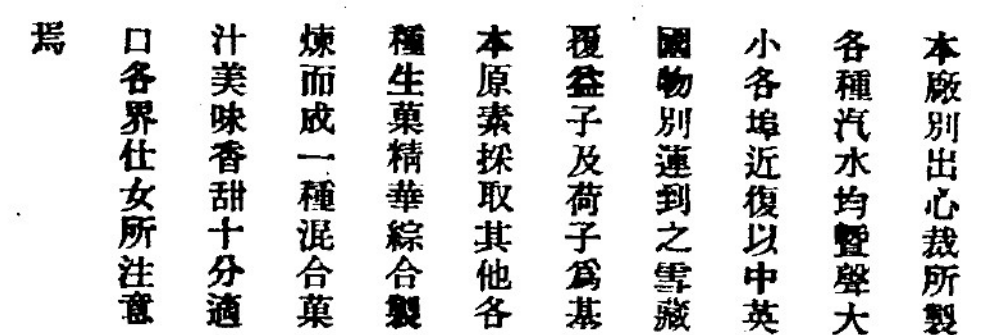 本廠別出心裁所製
各種汽水均曁聲大
小各埠近復以中英
國物別運到之雪藏
覆益子及荷子爲基
本原素採取其他各
種生菓精華綜合製
煉而成一種混合菓
汁美味香甜十分適
口各界仕女所注意
焉